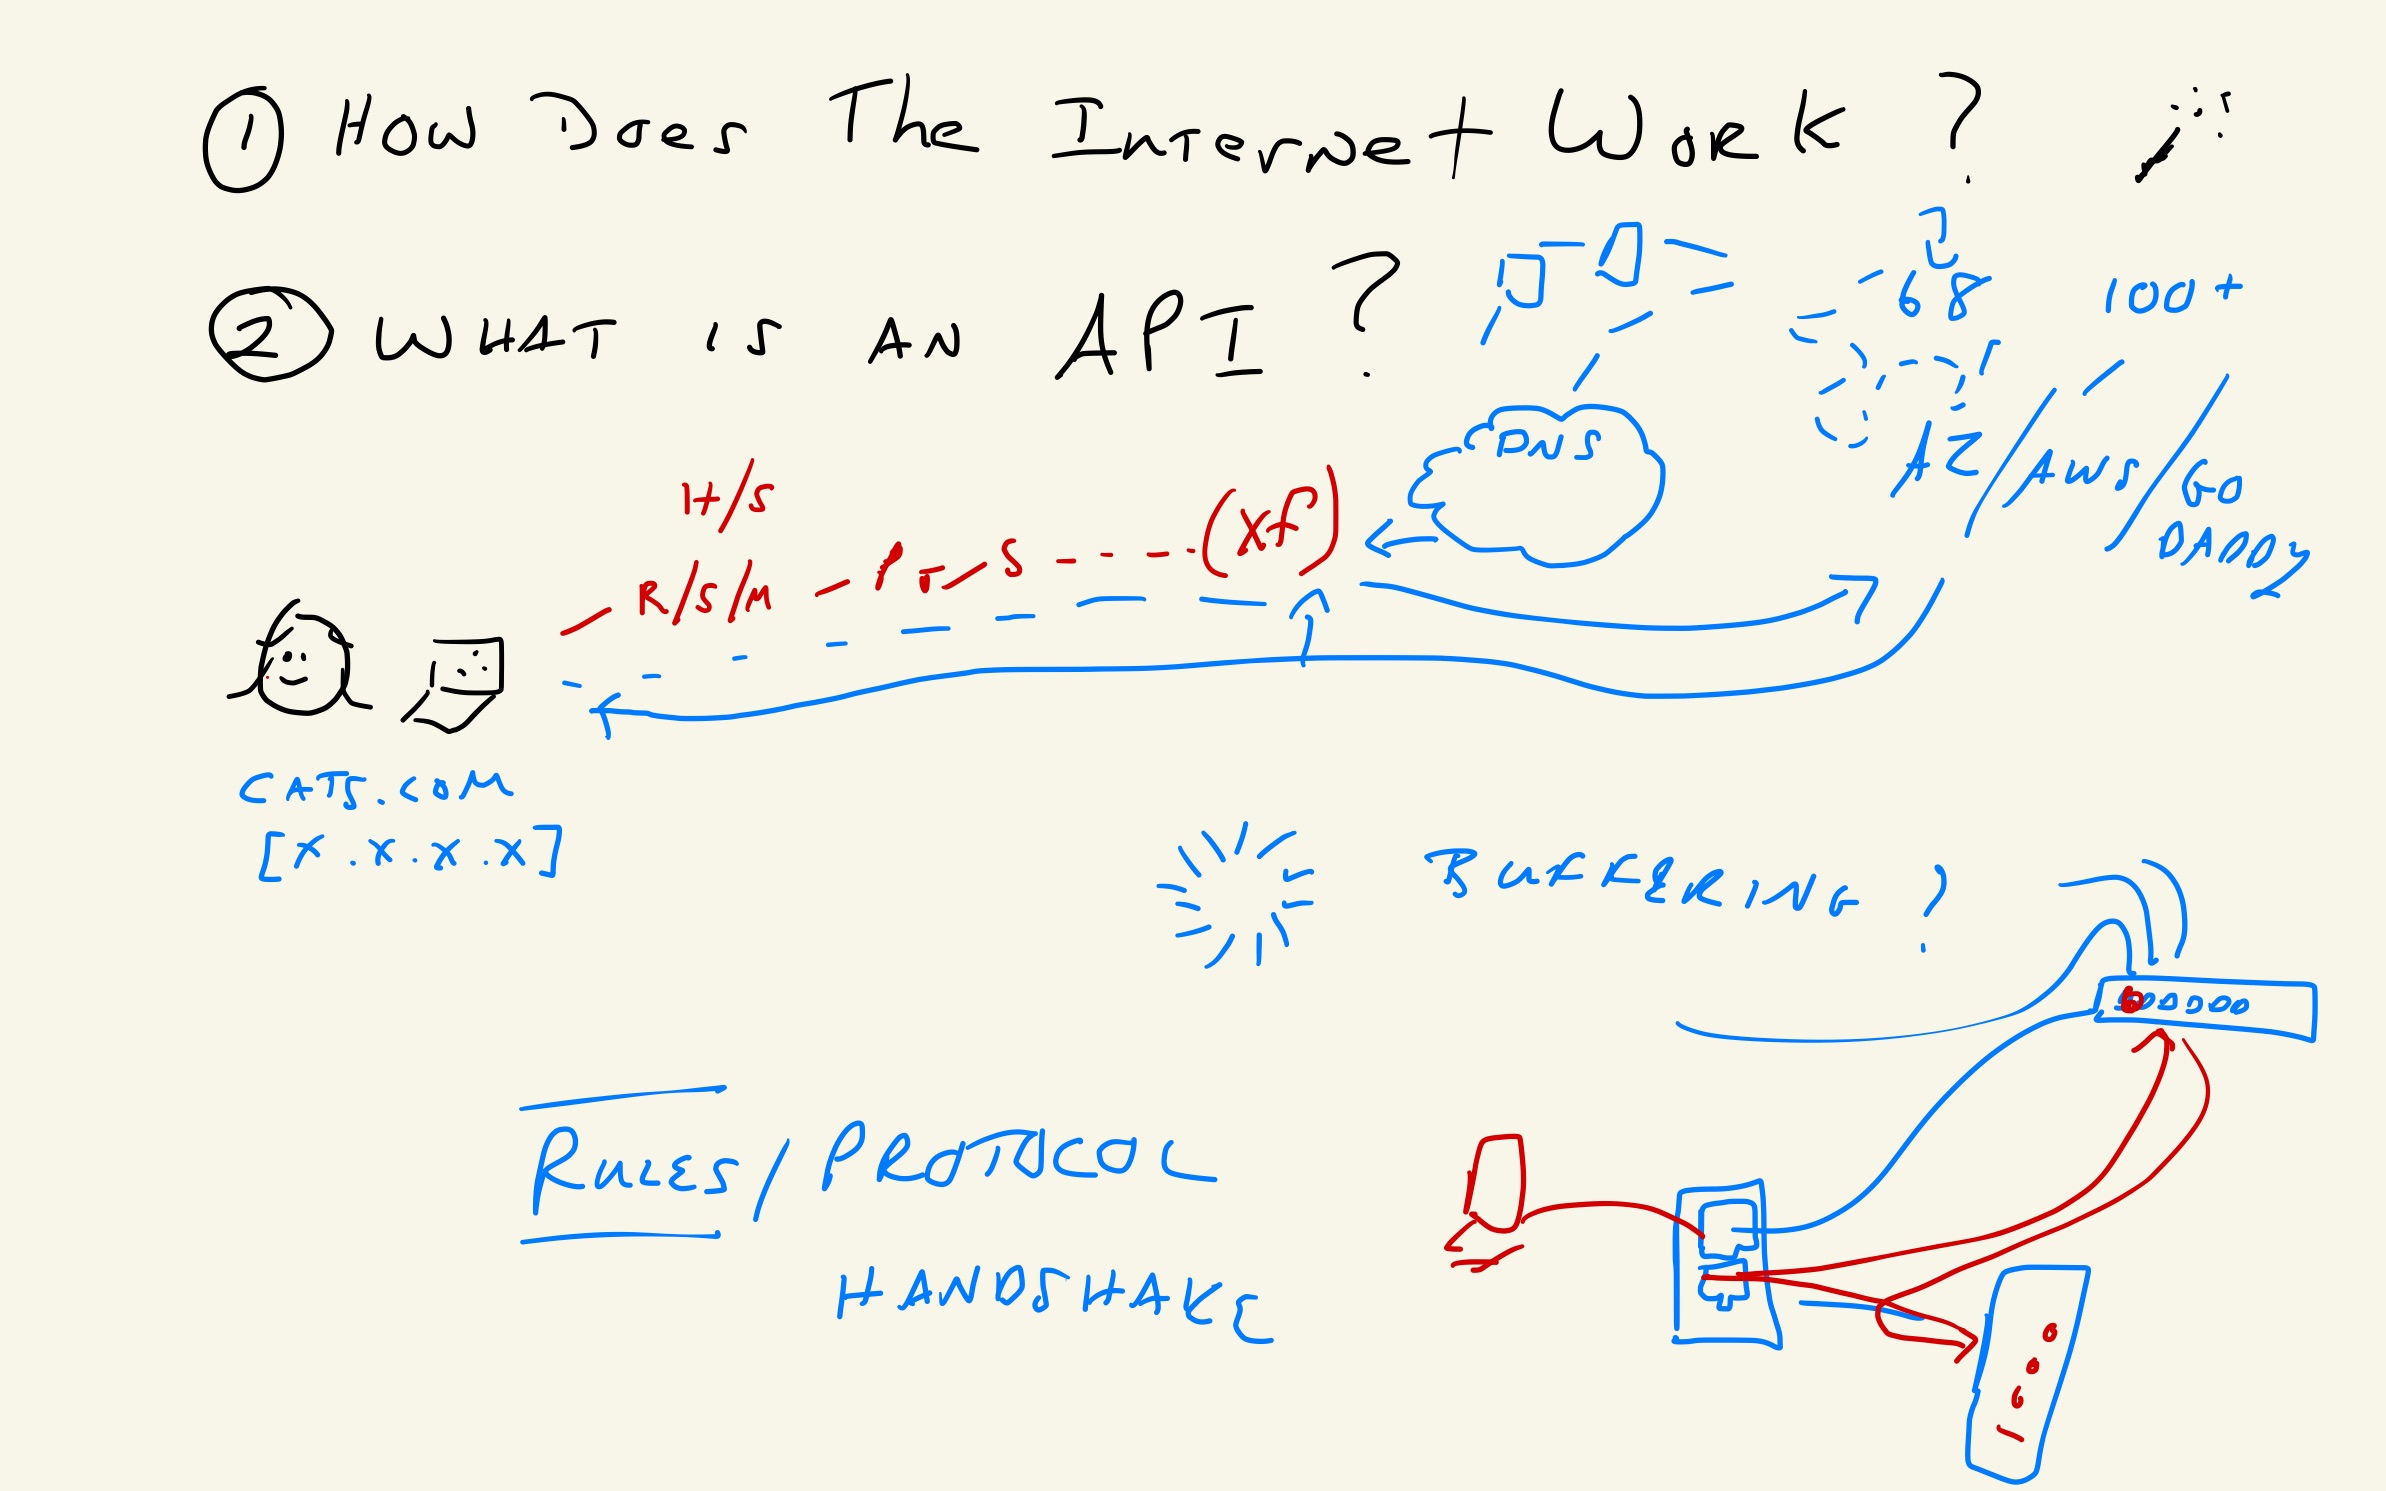 ① How Does The Internet Work ?
② WHAT IS AN API ?
100+
DNS
AZ/AWS/GO DADDY
H/S
R/S/M
(Xf)
CATS.COM
[X.X.X.X]
BUFFERING ?
RULES/PROTOCOL
HANDSHAKE